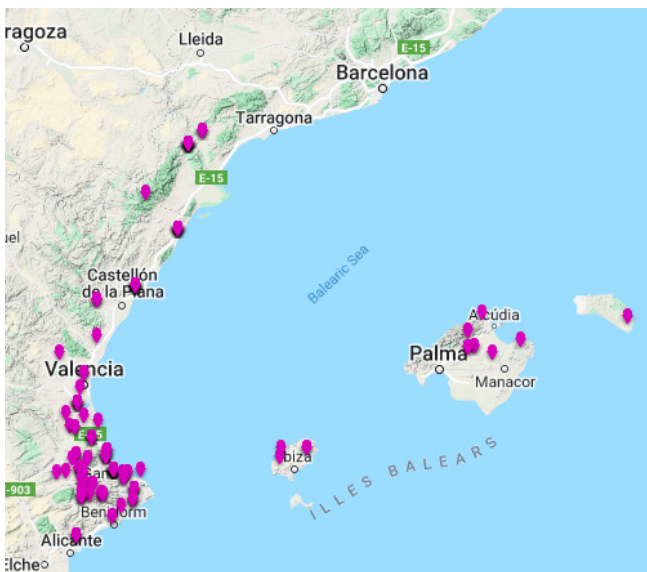 ragoza
Lleida
E-15
Barcelona
Tarragona
E-15
uel
Castellón
de la Plana
Balearic Sea
Alcúdia
Palma
Manacor
Valencia
Ibiza
ILLES BALEARS
-903
Benidorm
Alicante
Elche